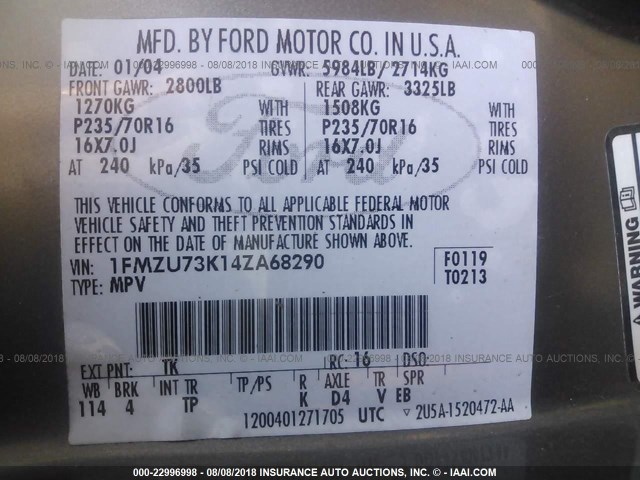 MFD. BY FORD MOTOR CO. IN U.S.A.
DATE: 01/04 GVWR: 5984LB/ 2714KG
FRONT GAWR: 2800LB REAR GAWR: 3325LB
1270KG WITH 1508KG WITH
P235/70R16 TIRES P235/70R16 TIRES
16X7.0J RIMS 16X7.0J RIMS
AT 240 kPa/35 PSI COLD AT 240 kPa/35 PSI COLD
Ford
THIS VEHICLE CONFORMS TO ALL APPLICABLE FEDERAL MOTOR
VEHICLE SAFETY AND THEFT PREVENTION STANDARDS IN
EFFECT ON THE DATE OF MANUFACTURE SHOWN ABOVE.
VIN: 1FMZU73K14ZA68290 F0119
TYPE: MPV T0213
EXT PNT: TK RC: 16 DSO:
WB BRK INT TR TP/PS R AXLE TR SPR
114 4 TP K D4 V EB
1200401271705 UTC ▽ 2U5A-1520472-AA
WARNING
000-22996998 - 08/08/2018 - INSURANCE AUTO AUCTIONS, INC. - © - IAAI.COM